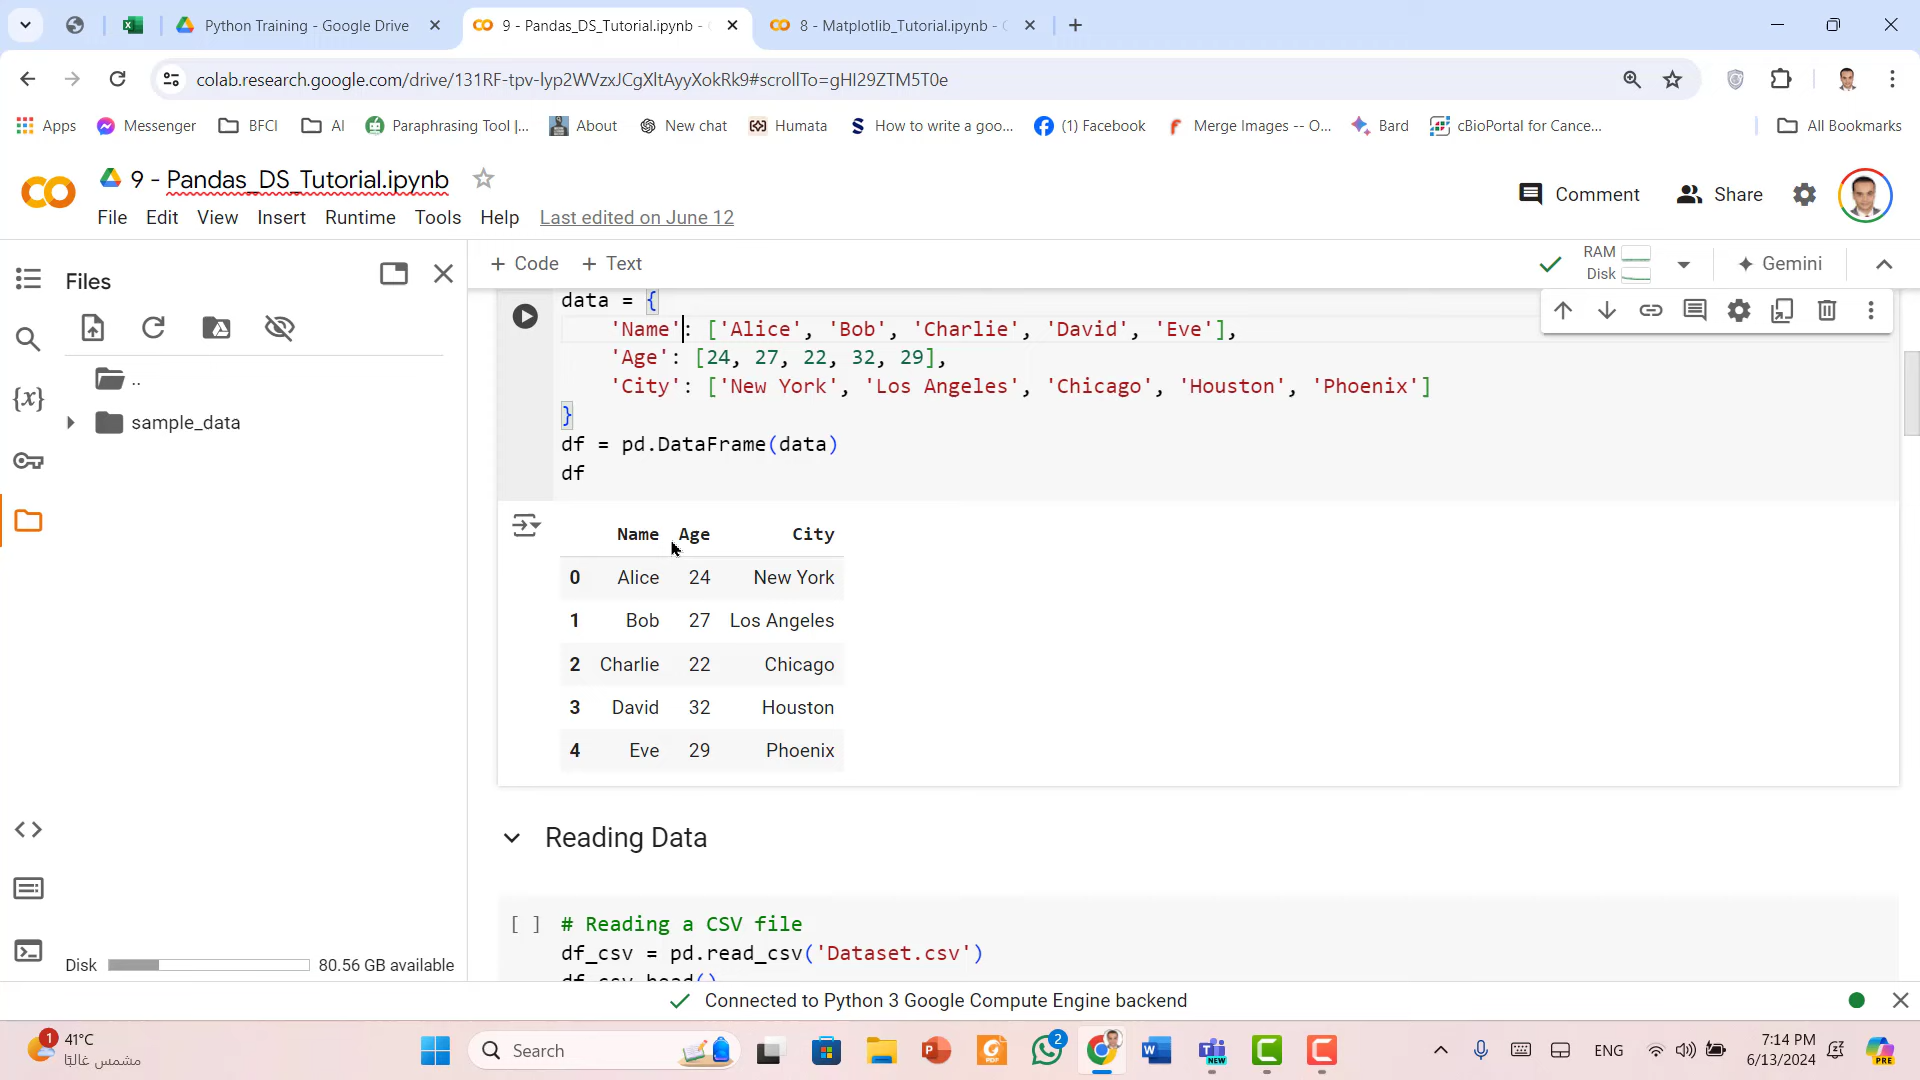 Python Training - Google Drive
9 - Pandas_DS_Tutorial.ipynb -
8 - Matplotlib_Tutorial.ipynb -
colab.research.google.com/drive/131RF-tpv-lyp2WVzxJCgXltAyyXokRk9#scrollTo=gHI29ZTM5T0e
Apps Messenger BFCI AI Paraphrasing Tool |... About New chat Humata How to write a goo... (1) Facebook Merge Images -- O... Bard cBioPortal for Cance... All Bookmarks
9 - Pandas_DS_Tutorial.ipynb
Comment Share
File Edit View Insert Runtime Tools Help Last edited on June 12
Files
+ Code + Text
RAM
Disk
Gemini
..
sample_data
{x}
data = {
'Name': ['Alice', 'Bob', 'Charlie', 'David', 'Eve'],
'Age': [24, 27, 22, 32, 29],
'City': ['New York', 'Los Angeles', 'Chicago', 'Houston', 'Phoenix']
}
df = pd.DataFrame(data)
df
Name Age City
0 Alice 24 New York
1 Bob 27 Los Angeles
2 Charlie 22 Chicago
3 David 32 Houston
4 Eve 29 Phoenix
Reading Data
[ ] # Reading a CSV file
df_csv = pd.read_csv('Dataset.csv')
df_csv.head()
Disk 80.56 GB available
Connected to Python 3 Google Compute Engine backend
1
41°C
مشمس غالبًا
Search
2
NEW
ENG
7:14 PM
6/13/2024
PRE